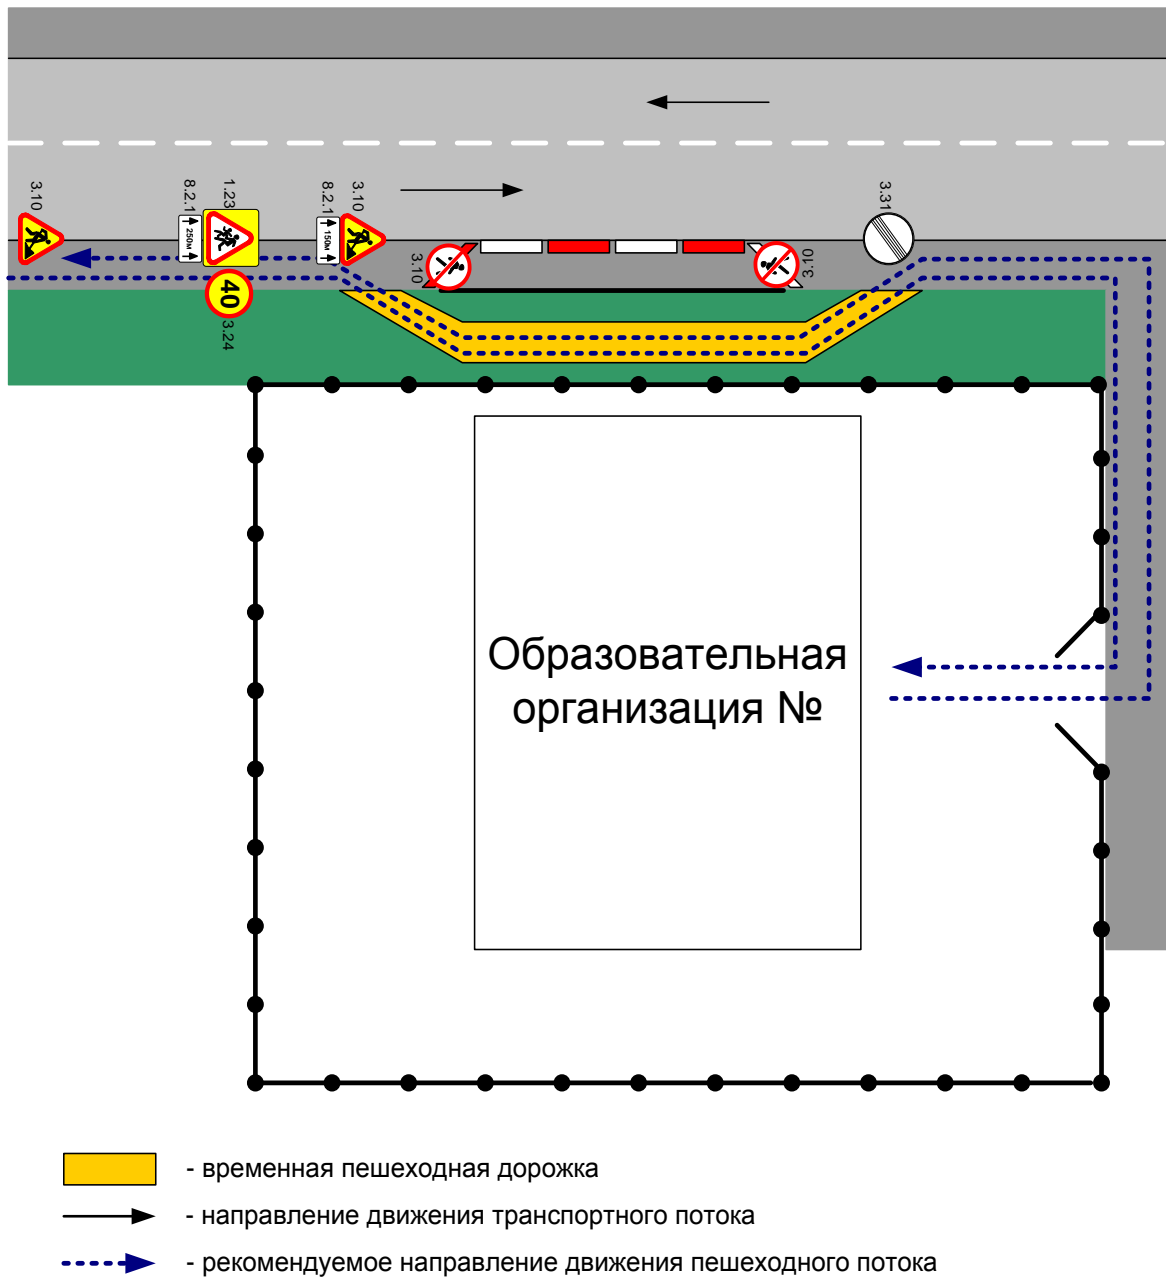 3.10
8.2.1
250м
1.23
8.2.1
150м
3.10
3.10
3.10
3.31
40
3.24
Образовательная
организация №
- временная пешеходная дорожка
- направление движения транспортного потока
- рекомендуемое направление движения пешеходного потока